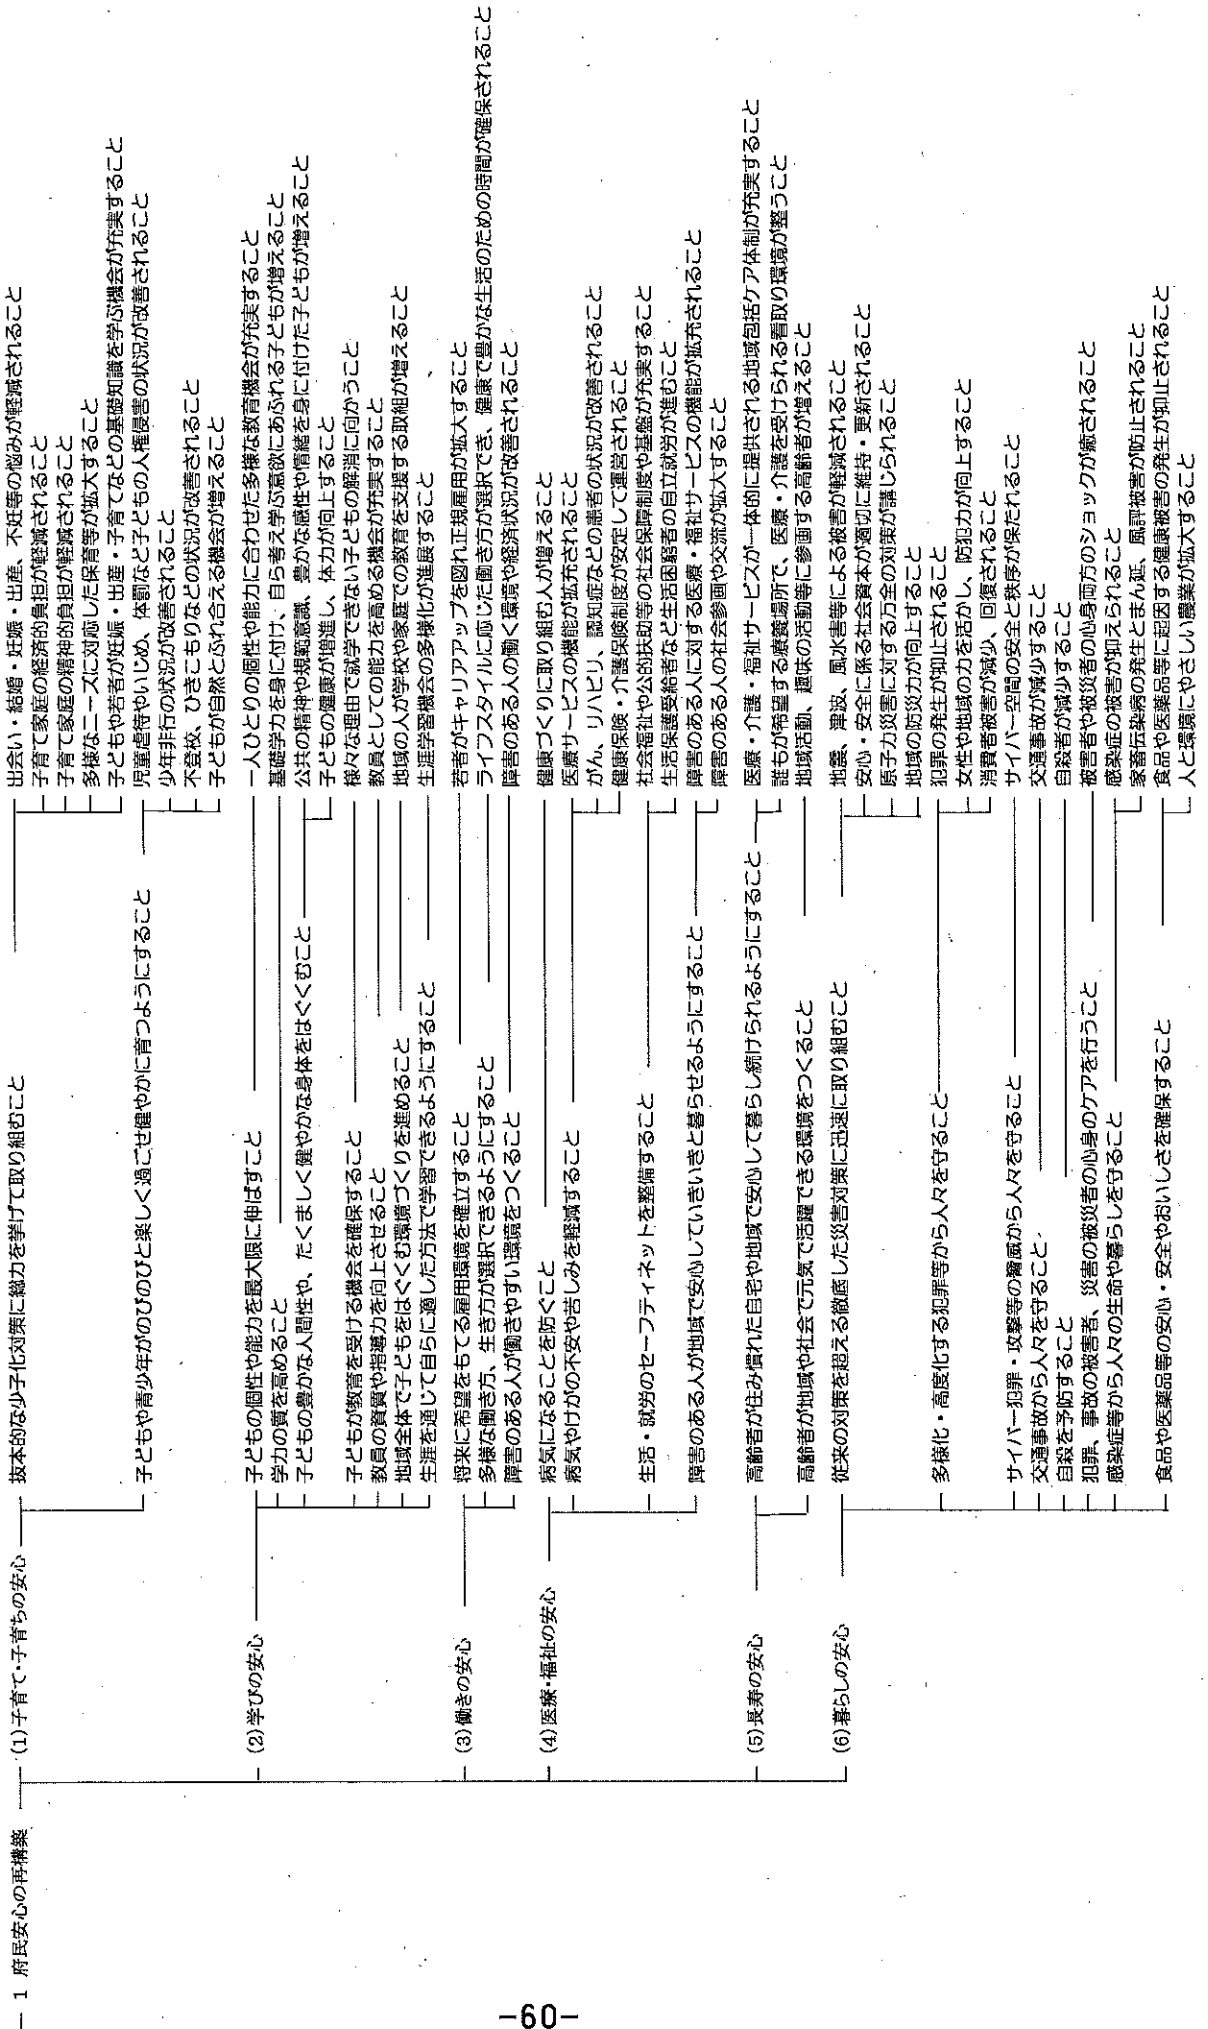 1 府民安心の再構築
(1)子育て・子育ちの安心
抜本的な少子化対策に総力を挙げて取り組むこと
出会い・結婚・妊娠・出産、不妊等の悩みが軽減されること
子育て家庭の経済的負担が軽減されること
子育て家庭の精神的負担が軽減されること
多様なニーズに対応した保育等が拡大すること
子どもや若者が妊娠・出産・子育てなどの基礎知識を学ぶ機会が充実すること
子どもや青少年がのびのびと楽しく過ごせ健やかに育つようにすること
児童虐待やいじめ、体罰など子どもの人権侵害の状況が改善されること
少年非行の状況が改善されること
不登校、ひきこもりなどの状況が改善されること
子どもが自然とふれ合える機会が増えること
(2)学びの安心
子どもの個性や能力を最大限に伸ばすこと
一人ひとりの個性や能力に合わせた多様な教育機会が充実すること
学力の質を高めること
基礎学力を身に付け、自ら考え学ぶ意欲にあふれる子どもが増えること
子どもの豊かな人間性や、たくましく健やかな身体をはぐくむこと
公共の精神や規範意識、豊かな感性や情緒を身に付けた子どもが増えること
子どもの健康が増進し、体力が向上すること
子どもが教育を受ける機会を確保すること
様々な理由で就学できない子どもの解消に向かうこと
教員の資質や指導力を向上させること
教員としての能力を高める機会が充実すること
地域全体で子どもをはぐくむ環境づくりを進めること
地域の人が学校や家庭での教育を支援する取組が増えること
生涯を通じて自らに適した方法で学習できるようにすること
生涯学習機会の多様化が進展すること
(3)働きの安心
将来に希望をもてる雇用環境を確立すること
若者がキャリアアップを図れ正規雇用が拡大すること
多様な働き方、生き方が選択できるようにすること
ライフスタイルに応じた働き方が選択でき、健康で豊かな生活のための時間が確保されること
障害のある人が働きやすい環境をつくること
障害のある人の働く環境や経済状況が改善されること
(4)医療・福祉の安心
病気になることを防ぐこと
健康づくりに取り組む人が増えること
病気やけがの不安や苦しみを軽減すること
医療サービスの機能が拡充されること
がん、リハビリ、認知症などの患者の状況が改善されること
健康保険・介護保険制度が安定して運営されること
生活・就労のセーフティネットを整備すること
社会福祉や公的扶助等の社会保障制度や基盤が充実すること
生活保護受給者など生活困窮者の自立就労が進むこと
障害のある人が地域で安心していきいきと暮らせるようにすること
障害のある人に対する医療・福祉サービスの機能が拡充されること
障害のある人の社会参画や交流が拡大すること
(5)長寿の安心
高齢者が住み慣れた自宅や地域で安心して暮らし続けられるようにすること
医療・介護・福祉サービスが一体的に提供される地域包括ケア体制が充実すること
誰もが希望する療養場所で、医療・介護を受けられる看取り環境が整うこと
高齢者が地域や社会で元気で活躍できる環境をつくること
地域活動、趣味の活動等に参画する高齢者が増えること
(6)暮らしの安心
従来の対策を超える徹底した災害対策に迅速に取り組むこと
地震、津波、風水害等による被害が軽減されること
安心・安全に係る社会資本が適切に維持・更新されること
原子力災害に対する万全の対策が講じられること
地域の防災力が向上すること
多様化・高度化する犯罪等から人々を守ること
犯罪の発生が抑止されること
女性や地域の力を活かし、防犯力が向上すること
消費者被害が減少、回復されること
サイバー犯罪・攻撃等の脅威から人々を守ること
サイバー空間の安全と秩序が保たれること
交通事故から人々を守ること
交通事故が減少すること
自殺を予防すること
自殺者が減少すること
犯罪、事故の被害者、災害の被災者の心身のケアを行うこと
被害者や被災者の心身両方のショックが癒されること
感染症等から人々の生命や暮らしを守ること
感染症の被害が抑えられること
家畜伝染病の発生とまん延、風評被害が防止されること
食品や医薬品等の安心・安全やおいしさを確保すること
食品や医薬品等に起因する健康被害の発生が抑止されること
人と環境にやさしい農業が拡大すること
-60-